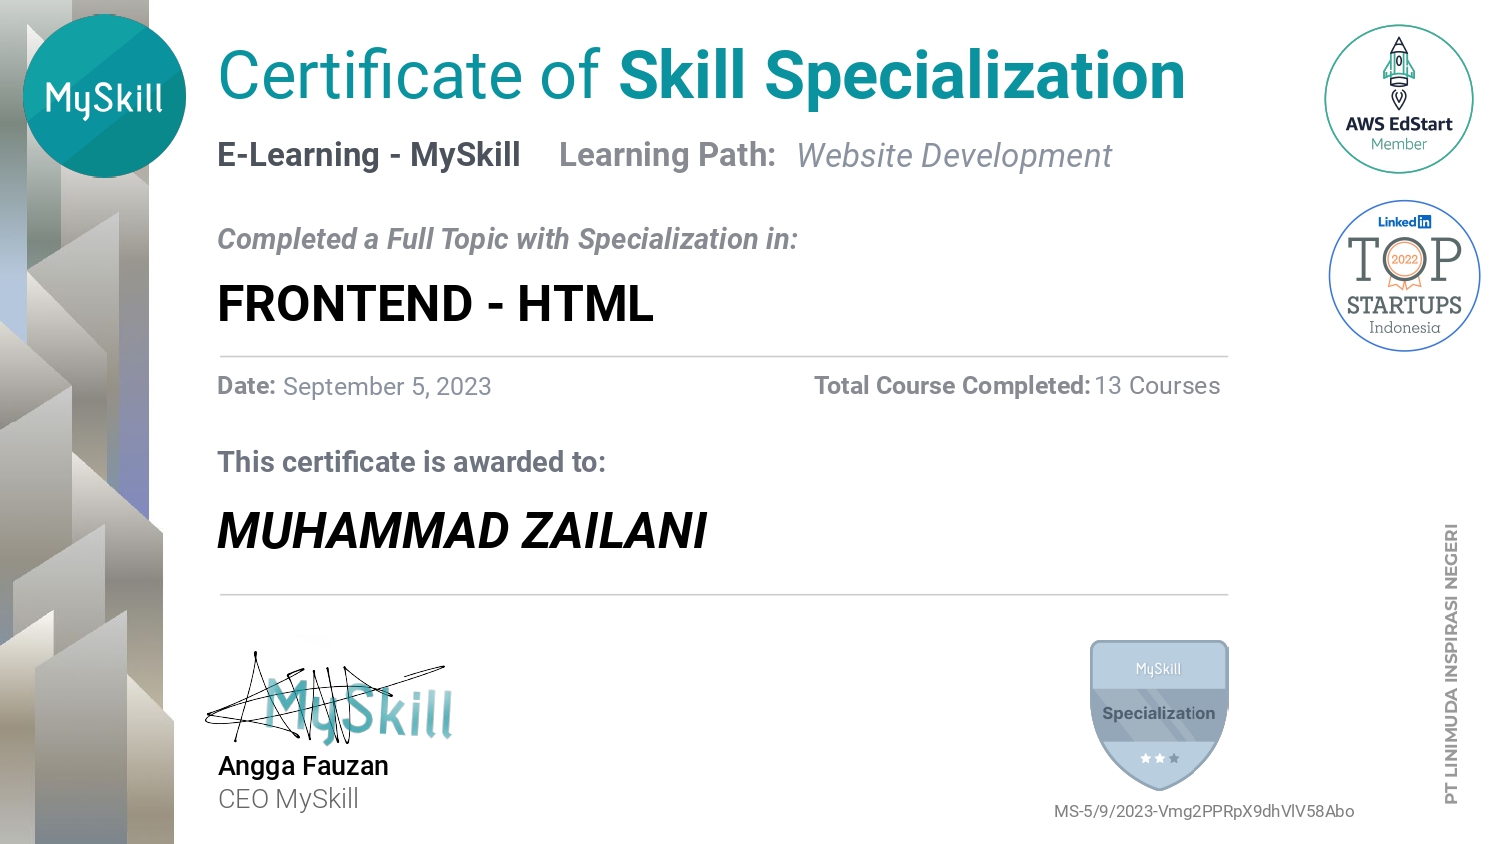 MySkill
Certificate of Skill Specialization
E-Learning - MySkill Learning Path: Website Development
Completed a Full Topic with Specialization in:
FRONTEND - HTML
Date: September 5, 2023 Total Course Completed: 13 Courses
This certificate is awarded to:
MUHAMMAD ZAILANI
MySkill
Angga Fauzan
CEO MySkill
AWS EdStart
Member
Linked in
TOP
2022
STARTUPS
Indonesia
PT LINIMUDA INSPIRASI NEGERI
MySkill
Specialization
MS-5/9/2023-Vmg2PPRpX9dhVlV58Abo